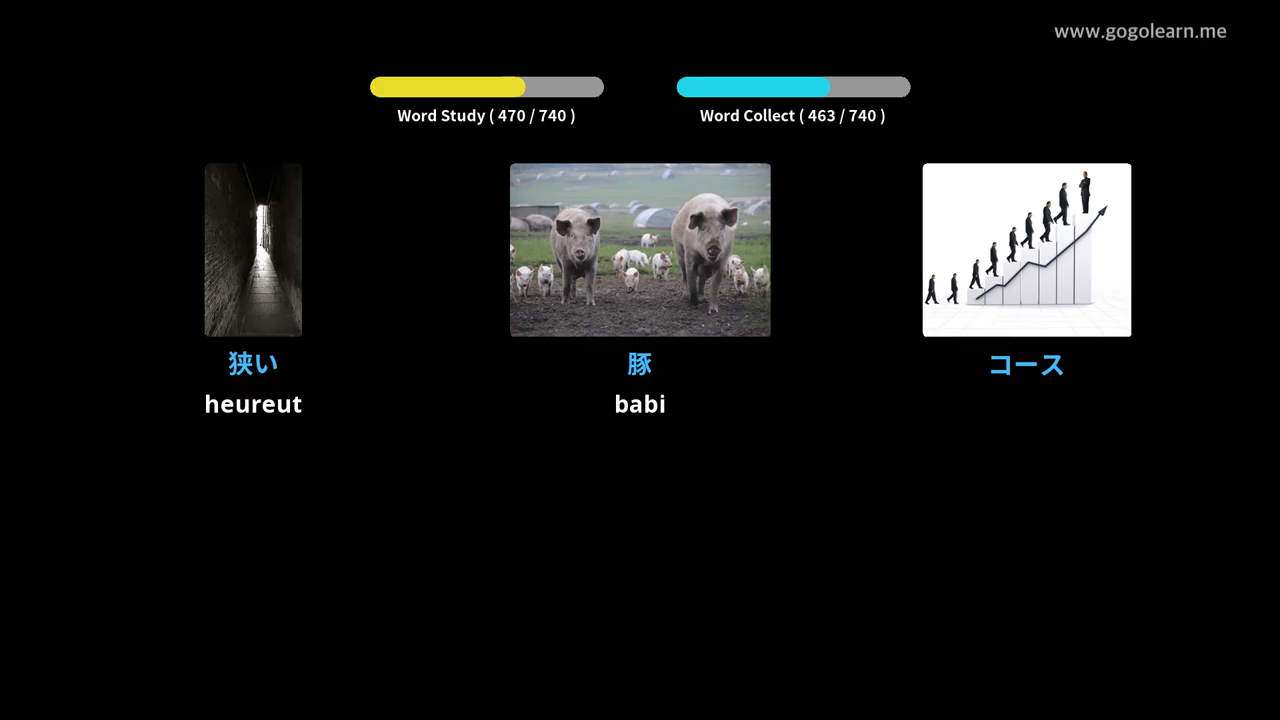 www.gogolearn.me
Word Study ( 470 / 740 )
Word Collect ( 463 / 740 )
狭い
豚
コース
heureut
babi